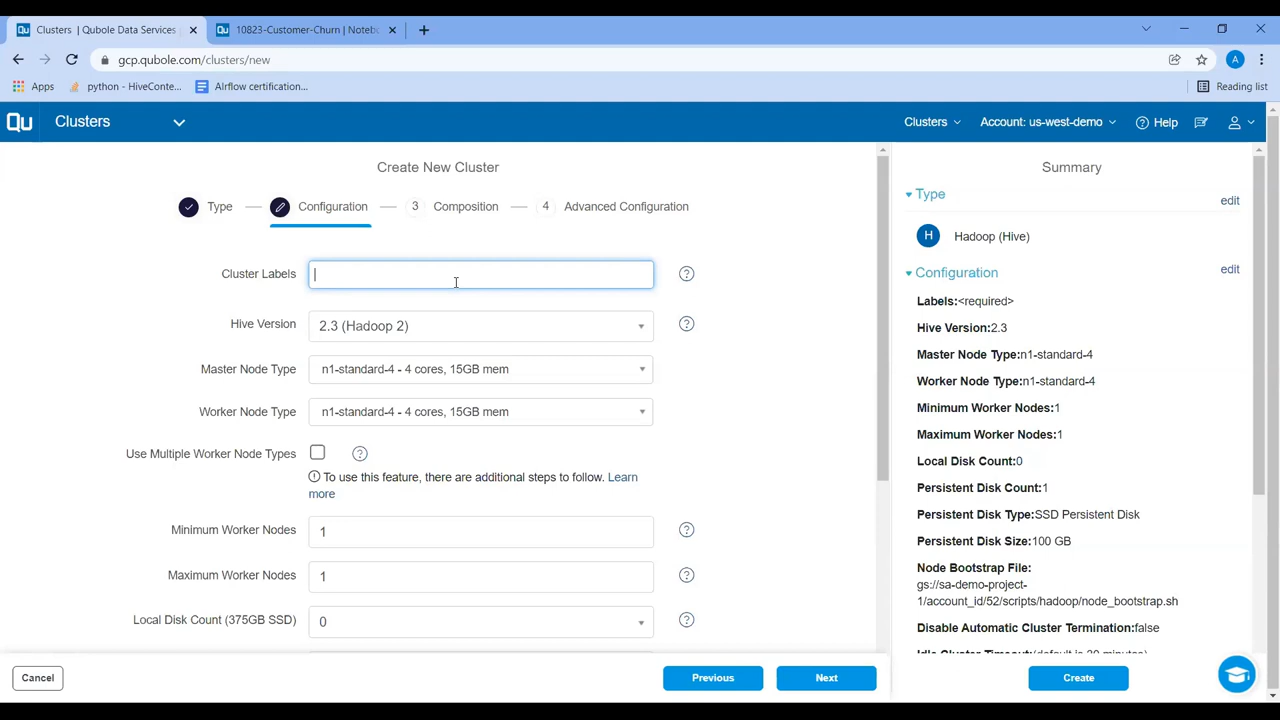 Clusters | Qubole Data Services
10823-Customer-Churn | Noteb
gcp.qubole.com/clusters/new
A
Apps
python - HiveConte...
Airflow certification...
Reading list
Qu
Clusters
Clusters
Account: us-west-demo
Help
Create New Cluster
Type
Configuration
3 Composition
4 Advanced Configuration
Cluster Labels
Hive Version
2.3 (Hadoop 2)
Master Node Type
n1-standard-4 - 4 cores, 15GB mem
Worker Node Type
n1-standard-4 - 4 cores, 15GB mem
Use Multiple Worker Node Types
To use this feature, there are additional steps to follow. Learn
more
Minimum Worker Nodes
1
Maximum Worker Nodes
1
Local Disk Count (375GB SSD)
0
Cancel
Previous
Next
Summary
Type
edit
H
Hadoop (Hive)
Configuration
edit
Labels:<required>
Hive Version:2.3
Master Node Type:n1-standard-4
Worker Node Type:n1-standard-4
Minimum Worker Nodes:1
Maximum Worker Nodes:1
Local Disk Count:0
Persistent Disk Count:1
Persistent Disk Type:SSD Persistent Disk
Persistent Disk Size:100 GB
Node Bootstrap File:
gs://sa-demo-project-
1/account_id/52/scripts/hadoop/node_bootstrap.sh
Disable Automatic Cluster Termination:false
Idle Cluster Timeout:(default is 30 minutes)
Create